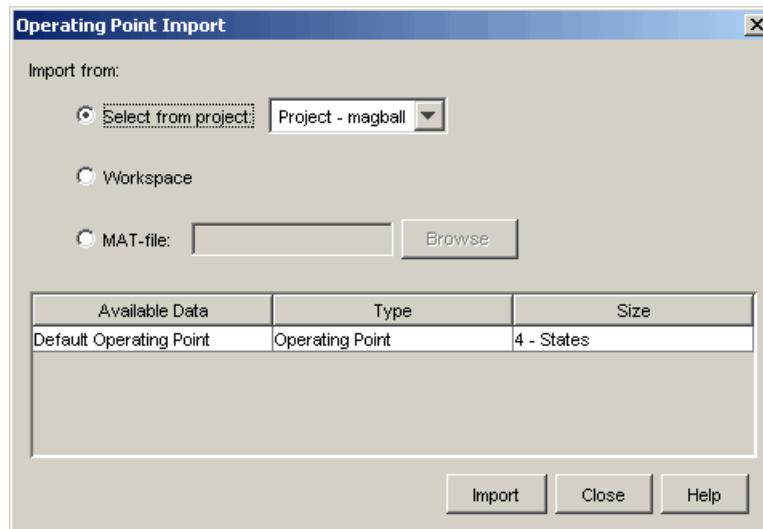 Operating Point Import
Import from:
Select from project: Project - magball
Workspace
MAT-file: Browse
Available Data Type Size
Default Operating Point Operating Point 4 - States
Import Close Help